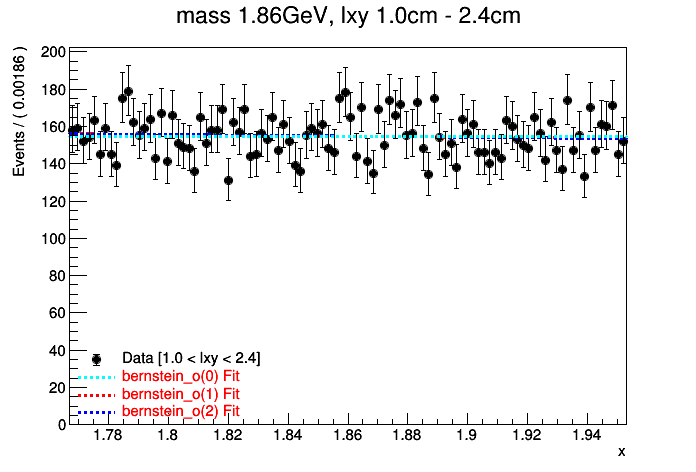 mass 1.86GeV, lxy 1.0cm - 2.4cm
Events / ( 0.00186 )
200
180
160
140
120
100
80
60
40
20
0
Data [1.0 < lxy < 2.4]
bernstein_o(0) Fit
bernstein_o(1) Fit
bernstein_o(2) Fit
1.78 1.8 1.82 1.84 1.86 1.88 1.9 1.92 1.94
x